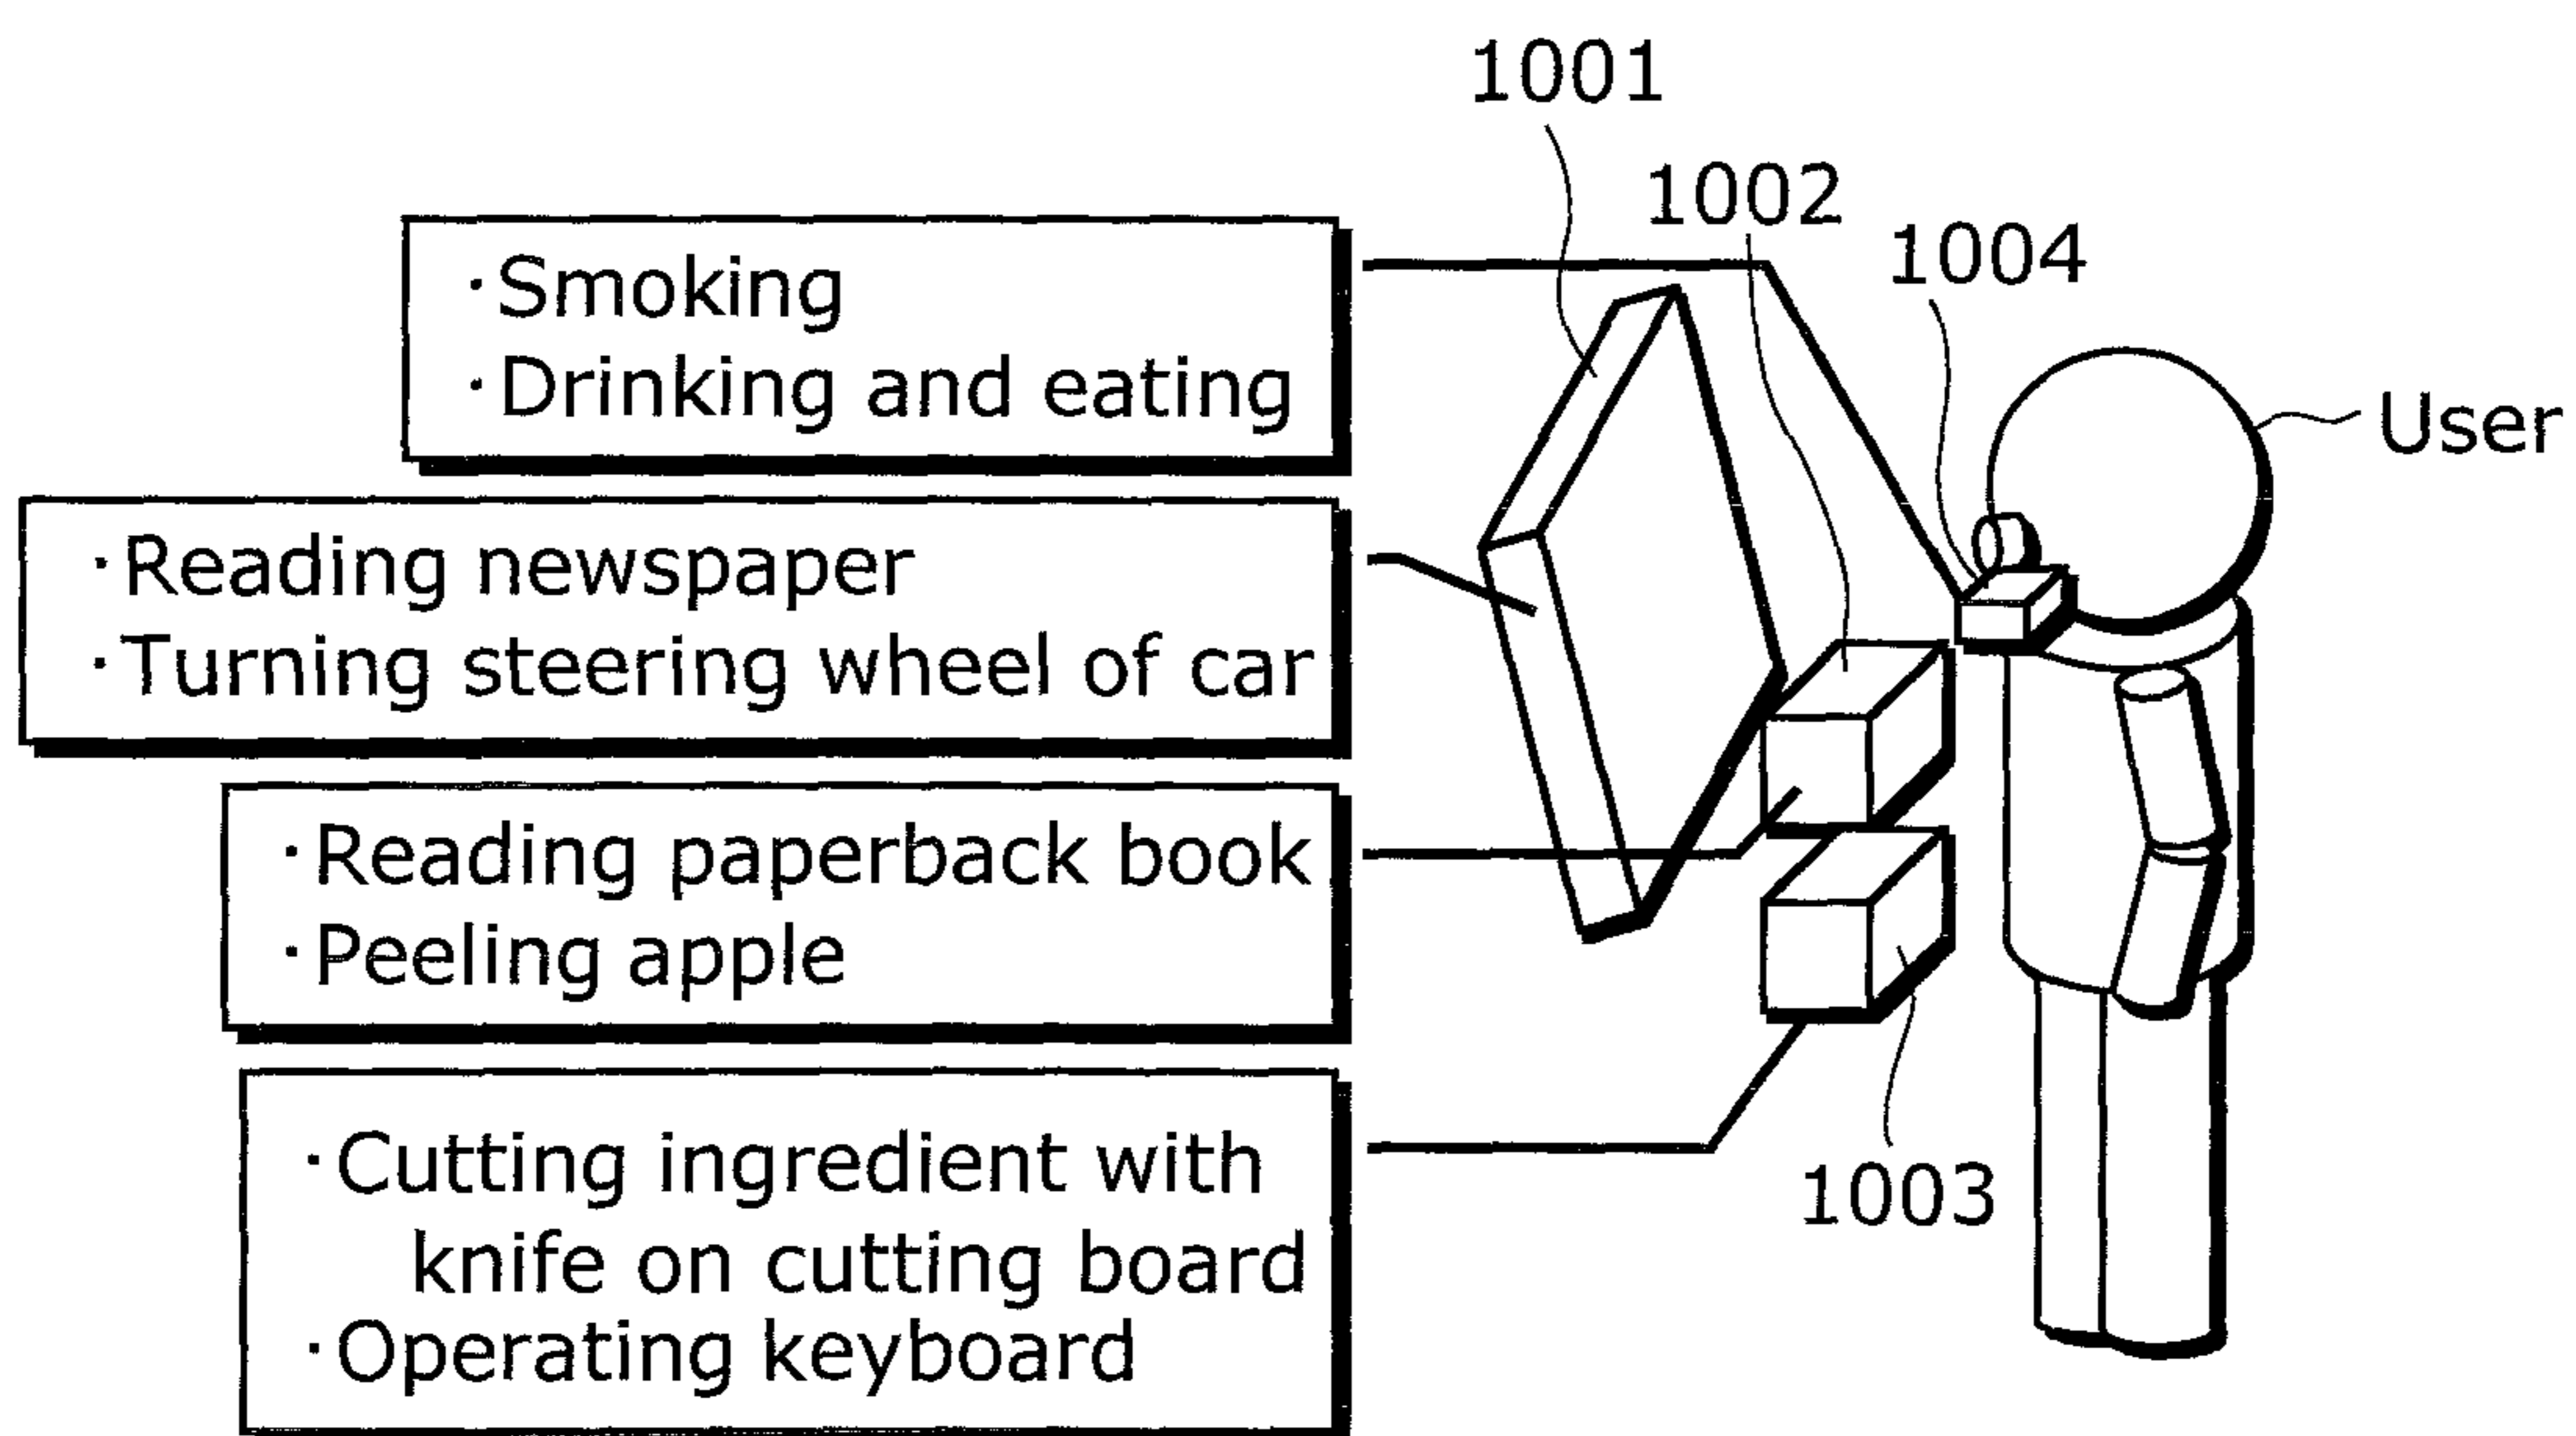 1001
1002
1004
User
·Smoking
·Drinking and eating
·Reading newspaper
·Turning steering wheel of car
·Reading paperback book
·Peeling apple
·Cutting ingredient with
knife on cutting board
·Operating keyboard
1003